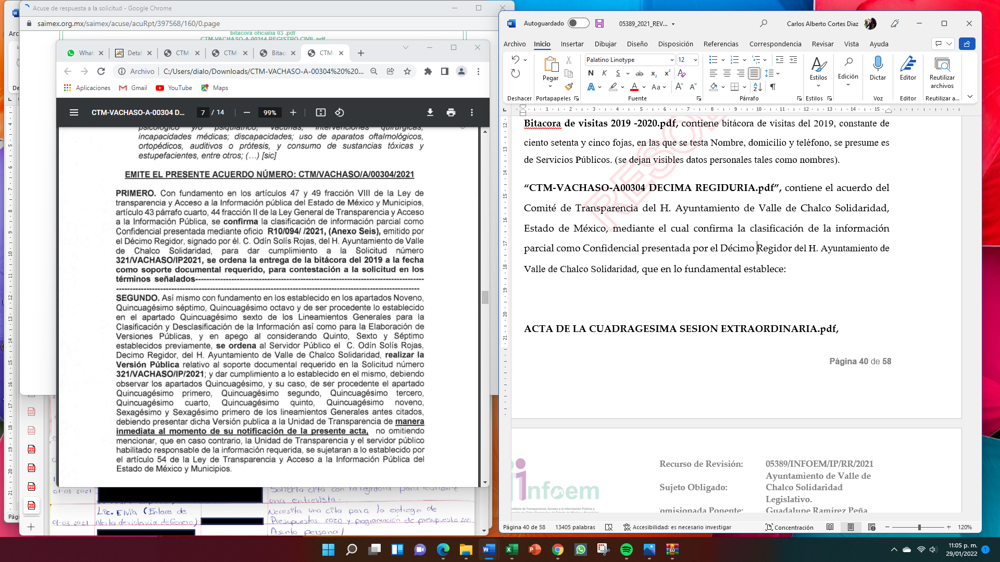 Acuse de respuesta a la solicitud - Google Chrome
saimex.org.mx/saimex/acuse/acuRpt/397568/160/0.page
bitacora oficialia 03 .pdf
CTM-VACHASO-A-00314 REGISTRO CIVIL.pdf
What
Detal
CTM-
CTM-
Bitac
CTM-
Archivo
C:/Users/dialo/Downloads/CTM-VACHASO-A-00304%20%20...
Aplicaciones
Gmail
YouTube
Maps
CTM-VACHASO-A-00304 D...
7 / 14
99%
psicológico y/o psiquiátrico, vacunas, intervenciones quirúrgicas,
incapacidades médicas; discapacidades; uso de aparatos oftalmológicos,
ortopédicos, auditivos o prótesis, y consumo de sustancias tóxicas y
estupefacientes, entre otros; (…) [sic]
EMITE EL PRESENTE ACUERDO NÚMERO: CTM/VACHASO/A/00304/2021
PRIMERO. Con fundamento en los artículos 47 y 49 fracción VIII de la Ley de
transparencia y Acceso a la Información pública del Estado de México y Municipios,
artículo 43 párrafo cuarto, 44 fracción II de la Ley General de Transparencia y Acceso
a la Información Pública, se confirma la clasificación de información parcial como
Confidencial presentada mediante oficio R10/094/ /2021, (Anexo Seis), emitido por
el Décimo Regidor, signado por él. C. Odín Solís Rojas, del H. Ayuntamiento de Valle
de Chalco Solidaridad, para dar cumplimiento a la Solicitud número
321/VACHASO/IP2021, se ordena la entrega de la bitácora del 2019 a la fecha
como soporte documental requerido, para contestación a la solicitud en los
términos señalados---
SEGUNDO. Así mismo con fundamento en los establecido en los apartados Noveno,
Quincuagésimo séptimo, Quincuagésimo octavo y de ser procedente lo establecido
en el apartado Quincuagésimo sexto de los Lineamientos Generales para la
Clasificación y Desclasificación de la Información así como para la Elaboración de
Versiones Públicas, y en apego al considerando Quinto, Sexto y Séptimo
establecidos previamente, se ordena al Servidor Público el C. Odín Solís Rojas,
Decimo Regidor, del H. Ayuntamiento de Valle de Chalco Solidaridad, realizar la
Versión Pública relativo al soporte documental requerido en la Solicitud número
321/VACHASO/IP/2021; y dar cumplimiento a lo establecido en el mismo, debiendo
observar los apartados Quincuagésimo, y su caso, de ser procedente el apartado
Quincuagésimo primero, Quincuagésimo segundo, Quincuagésimo tercero,
Quincuagésimo cuarto, Quincuagésimo quinto, Quincuagésimo noveno,
Sexagésimo y Sexagésimo primero de los lineamientos Generales antes citados,
debiendo presentar dicha Versión publica a la Unidad de Transparencia de manera
inmediata al momento de su notificación de la presente acta, no omitiendo
mencionar, que en caso contrario, la Unidad de Transparencia y el servidor público
habilitado responsable de la información requerida, se sujetaran a lo establecido por
el artículo 54 de la Ley de Transparencia y Acceso a la Información Pública del
Estado de México y Municipios.
01-03 2021
Solicita cita con la regidora para realizarle
una entrevista.
Lic. Elvia (Enlace de
Alerta de violencia de Genero)
01-03 2021
Necesita una cita para la entrega de
Presupuestos 2020 y programación de presupuesto 2021
Asunto personal
Autoguardado
05389_2021_REV...
Carlos Alberto Cortes Diaz
Archivo Inicio Insertar Dibujar Diseño Disposición Referencias Correspondencia Revisar Vista Ayuda
Palatino Linotype 12
Pegar
N K S ab x₂ x²
Aa
Estilos
Edición
Dictar
Editor
Reutilizar
archivos
Deshacer Portapapeles Fuente Párrafo Estilos Voz Editor Reutilizar a...
RESOL
Bitacora de visitas 2019 -2020.pdf, contiene bitácora de visitas del 2019, constante de
ciento setenta y cinco fojas, en las que se testa Nombre, domicilio y teléfono, se presume es
de Servicios Públicos. (se dejan visibles datos personales tales como nombres).
“CTM-VACHASO-A00304 DECIMA REGIDURIA.pdf”, contiene el acuerdo del
Comité de Transparencia del H. Ayuntamiento de Valle de Chalco Solidaridad,
Estado de México, mediante el cual confirma la clasificación de la información
parcial como Confidencial presentada por el Décimo Regidor del H. Ayuntamiento de
Valle de Chalco Solidaridad, que en lo fundamental establece:
ACTA DE LA CUADRAGESIMA SESION EXTRAORDINARIA.pdf,
Página 40 de 58
infoem
Recurso de Revisión: 05389/INFOEM/IP/RR/2021
Sujeto Obligado: Ayuntamiento de Valle de
Chalco Solidaridad
Legislativo.
Comisionada Ponente: Guadalupe Ramírez Peña
Página 40 de 58
13405 palabras
Accesibilidad: es necesario investigar
Concentración
120%
11:05 p. m.
29/01/2022
1